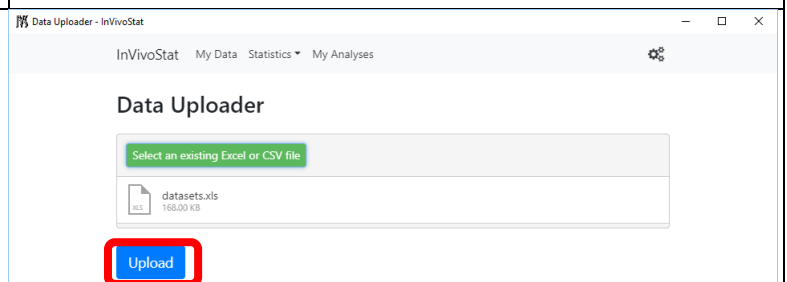 Data Uploader - InVivoStat
InVivoStat My Data Statistics My Analyses
Data Uploader
Select an existing Excel or CSV file
datasets.xls
XLS
168.00 KB
Upload